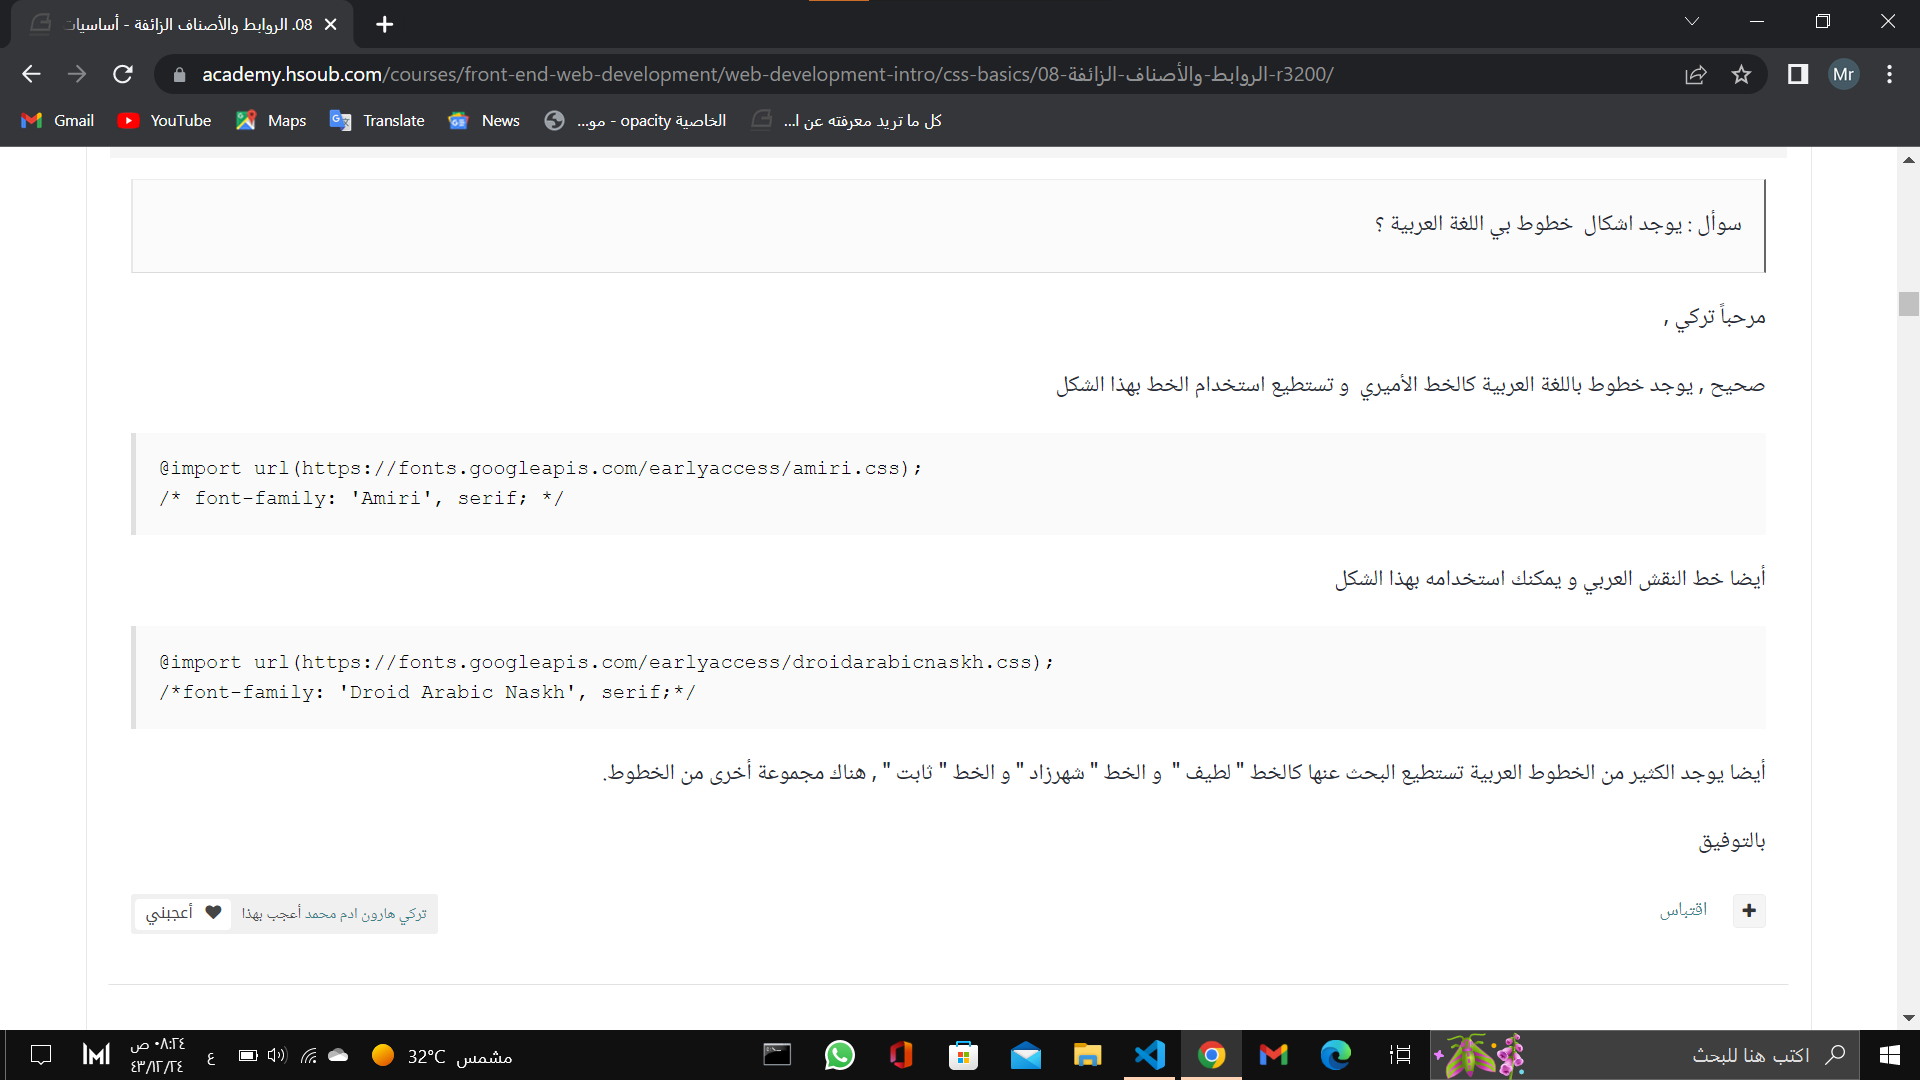 08. الروابط والأصناف الزائفة - أساسيات
academy.hsoub.com/courses/front-end-web-development/web-development-intro/css-basics/08-الروابط-والأصناف-الزائفة-r3200/
Mr
Gmail
YouTube
Maps
Translate
News
الخاصية opacity - مو...
كل ما تريد معرفته عن ا...
سوأل : يوجد اشكال خطوط بي اللغة العربية ؟
مرحباً تركي ,
صحيح , يوجد خطوط باللغة العربية كالخط الأميري و تستطيع استخدام الخط بهذا الشكل
@import url(https://fonts.googleapis.com/earlyaccess/amiri.css);
/* font-family: 'Amiri', serif; */
أيضا خط النقش العربي و يمكنك استخدامه بهذا الشكل
@import url(https://fonts.googleapis.com/earlyaccess/droidarabicnaskh.css);
/*font-family: 'Droid Arabic Naskh', serif;*/
أيضا يوجد الكثير من الخطوط العربية تستطيع البحث عنها كالخط " لطيف " و الخط " شهرزاد " و الخط " ثابت " , هناك مجموعة أخرى من الخطوط.
بالتوفيق
اقتباس
تركي هارون ادم محمد أعجب بهذا
أعجبني
اكتب هنا للبحث
مشمس 32°C
ع
٠٨:٢٤ ص
٤٣/١٢/٢٤